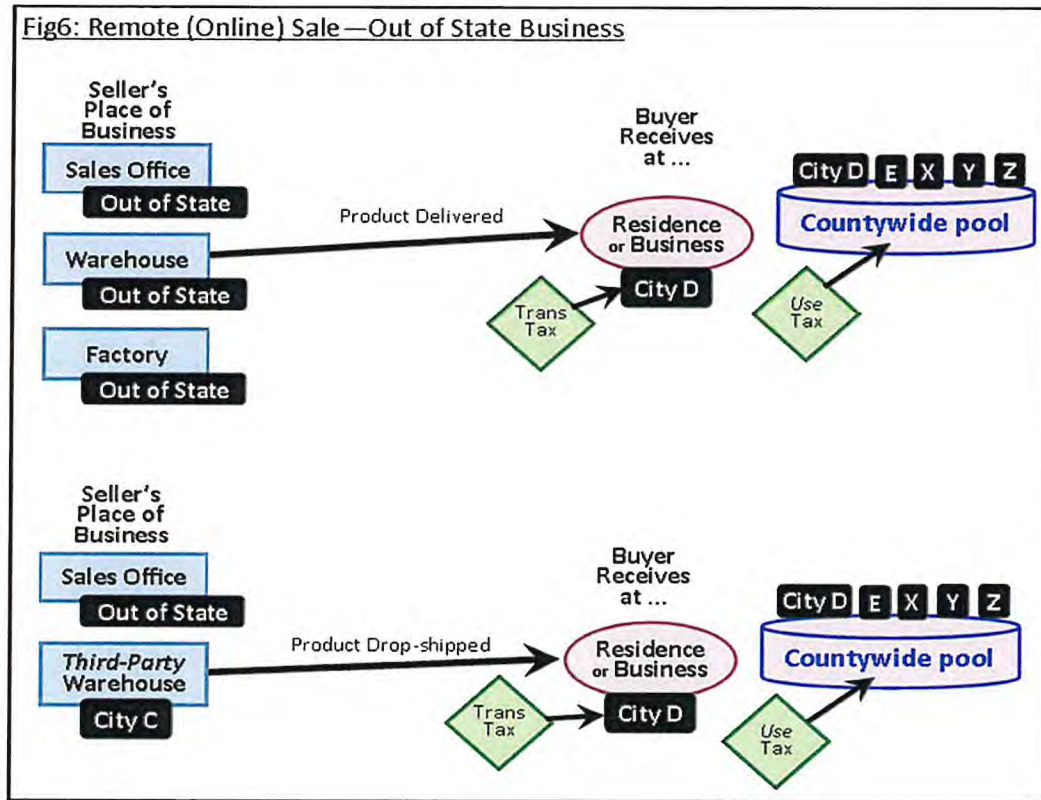 Fig6: Remote (Online) Sale—Out of State Business
Seller's
Place of
Business
Sales Office
Out of State
Warehouse
Out of State
Factory
Out of State
Product Delivered
Buyer
Receives
at ...
Residence
or Business
City D
Trans
Tax
City D E X Y Z
Countywide pool
Use
Tax
Seller's
Place of
Business
Sales Office
Out of State
Third-Party
Warehouse
City C
Product Drop-shipped
Buyer
Receives
at ...
Residence
or Business
City D
Trans
Tax
City D E X Y Z
Countywide pool
Use
Tax